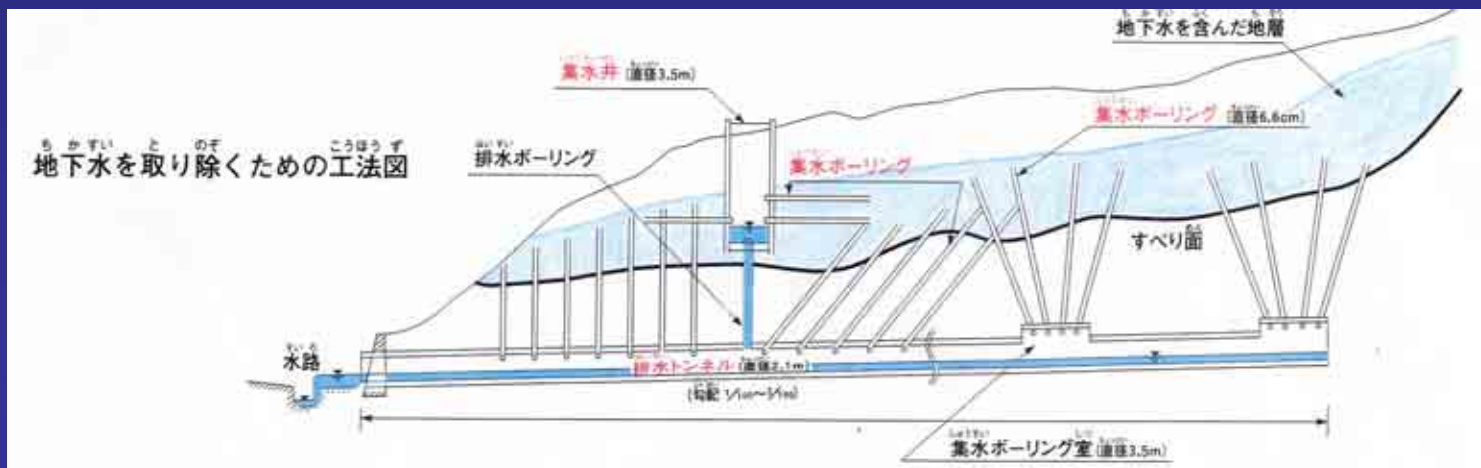 地下水を含んだ地層
集水井 (直径3.5m)
集水ボーリング (直径6.6cm)
地下水を取り除くための工法図
排水ボーリング
集水ボーリング
すべり面
水路
排水トンネル (直径2.1m)
集水ボーリング室 (直径3.5m)